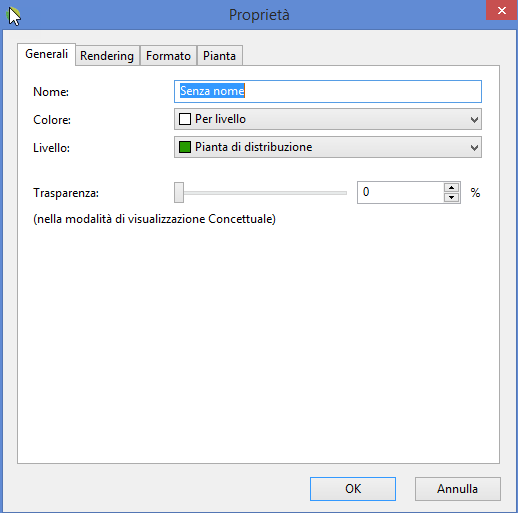 Proprietà
Generali Rendering Formato Pianta
Nome: Senza nome
Colore: Per livello
Livello: Pianta di distribuzione
Trasparenza: 0 %
(nella modalità di visualizzazione Concettuale)
OK Annulla